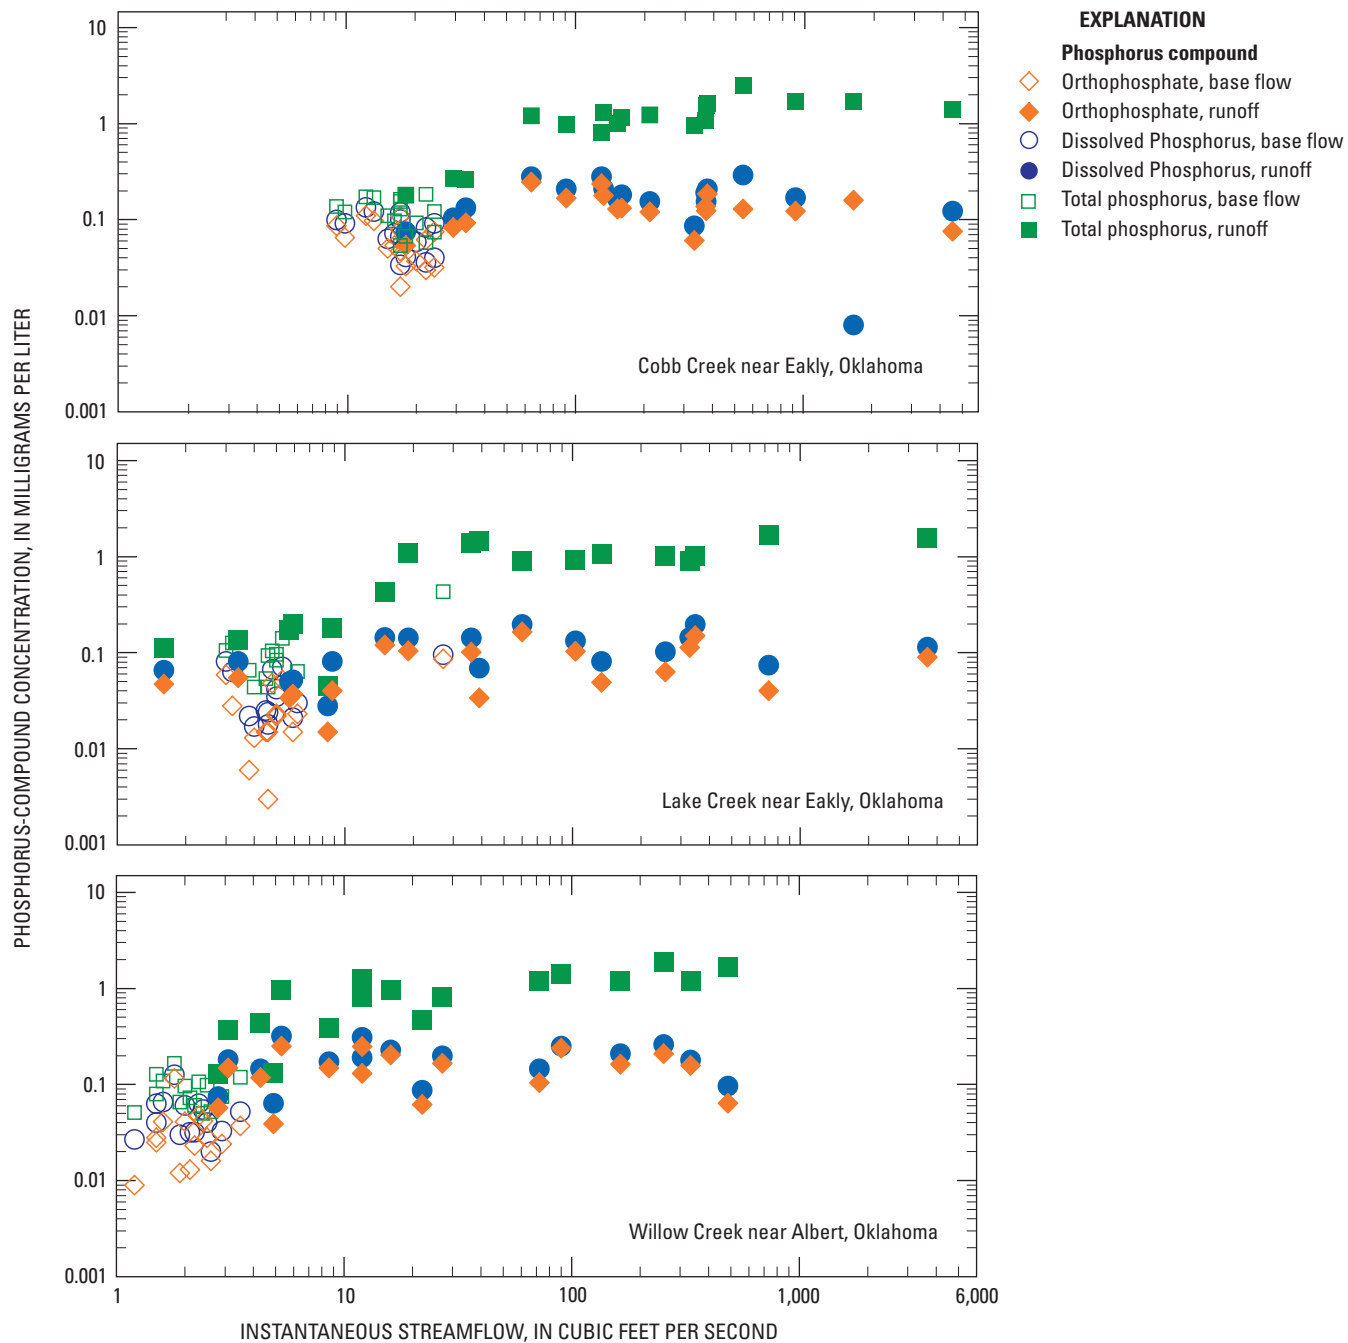 EXPLANATION
Phosphorus compound
Orthophosphate, base flow
Orthophosphate, runoff
Dissolved Phosphorus, base flow
Dissolved Phosphorus, runoff
Total phosphorus, base flow
Total phosphorus, runoff
PHOSPHORUS-COMPOUND CONCENTRATION, IN MILLIGRAMS PER LITER
10
1
0.1
0.01
0.001
Cobb Creek near Eakly, Oklahoma
10
1
0.1
0.01
0.001
Lake Creek near Eakly, Oklahoma
10
1
0.1
0.01
0.001
Willow Creek near Albert, Oklahoma
1 10 100 1,000 6,000
INSTANTANEOUS STREAMFLOW, IN CUBIC FEET PER SECOND